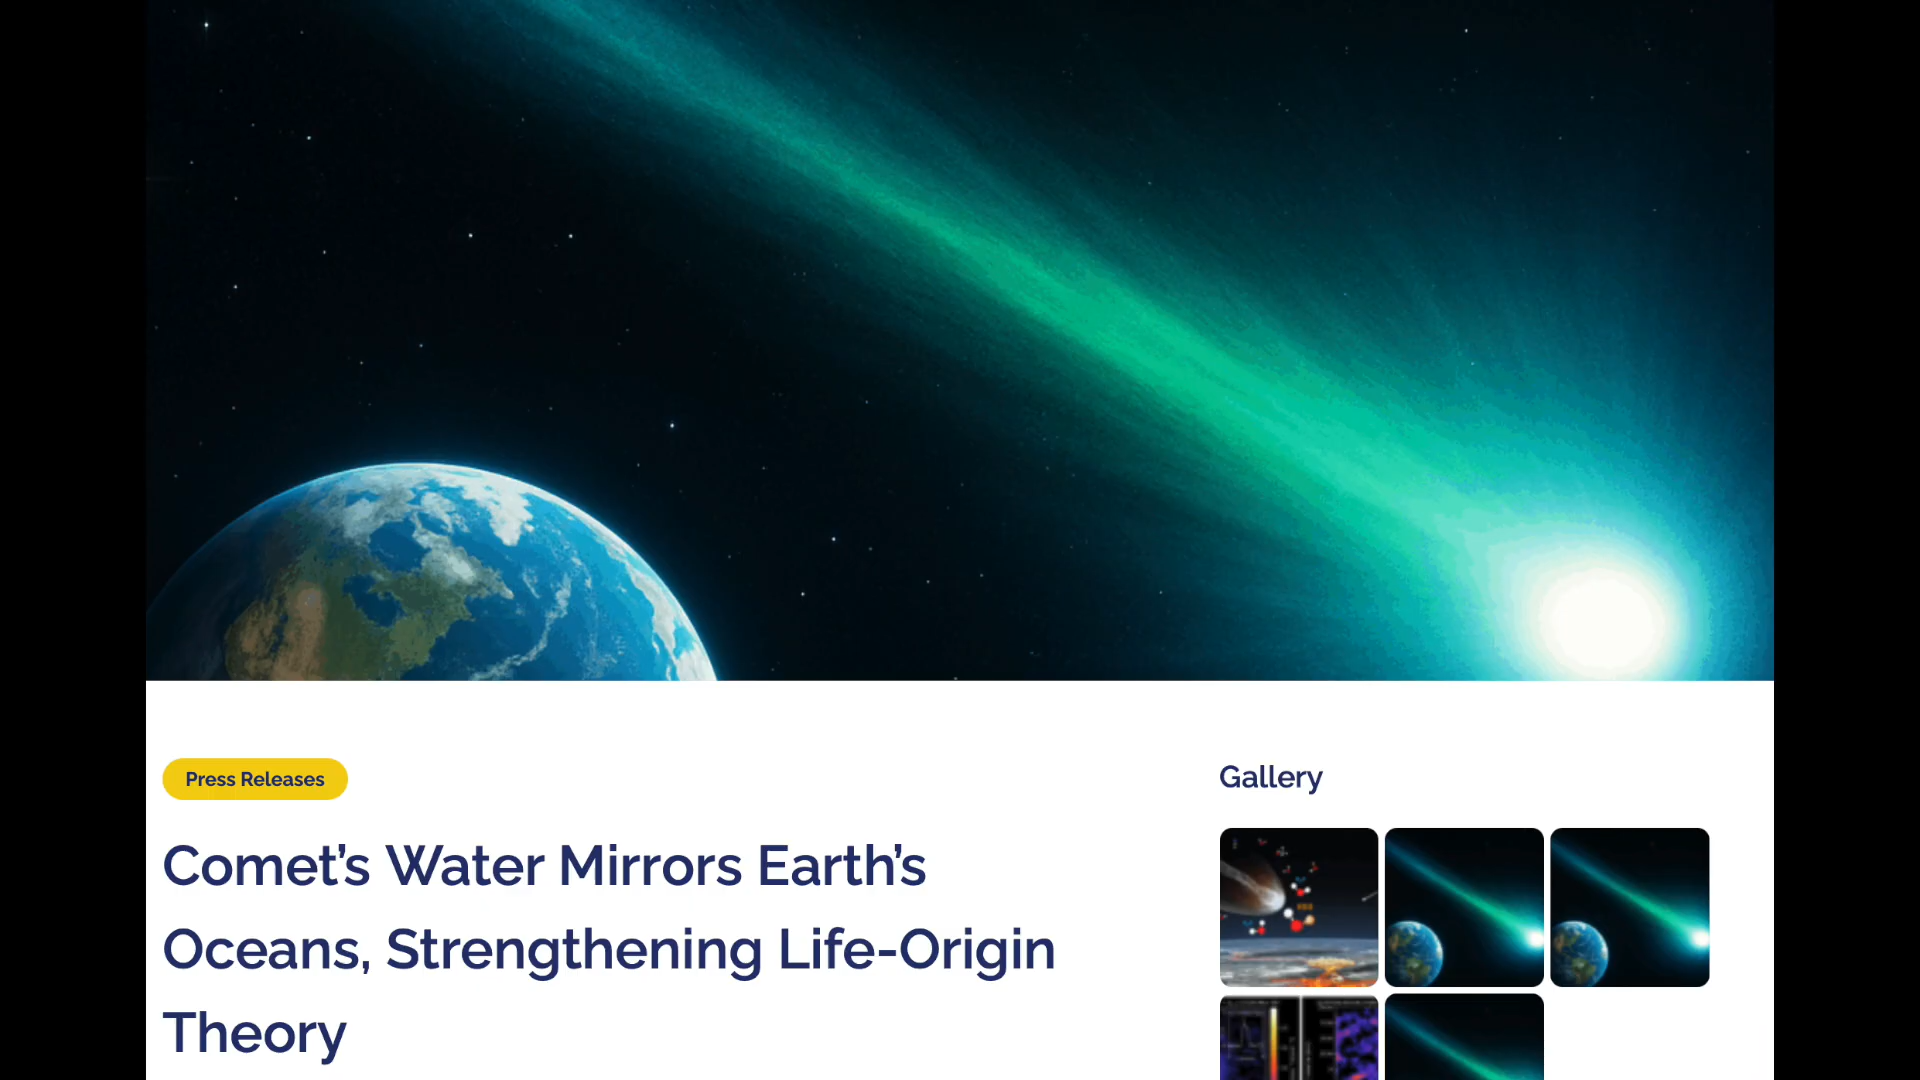 Press Releases
Gallery
Comet’s Water Mirrors Earth’s
Oceans, Strengthening Life-Origin
Theory